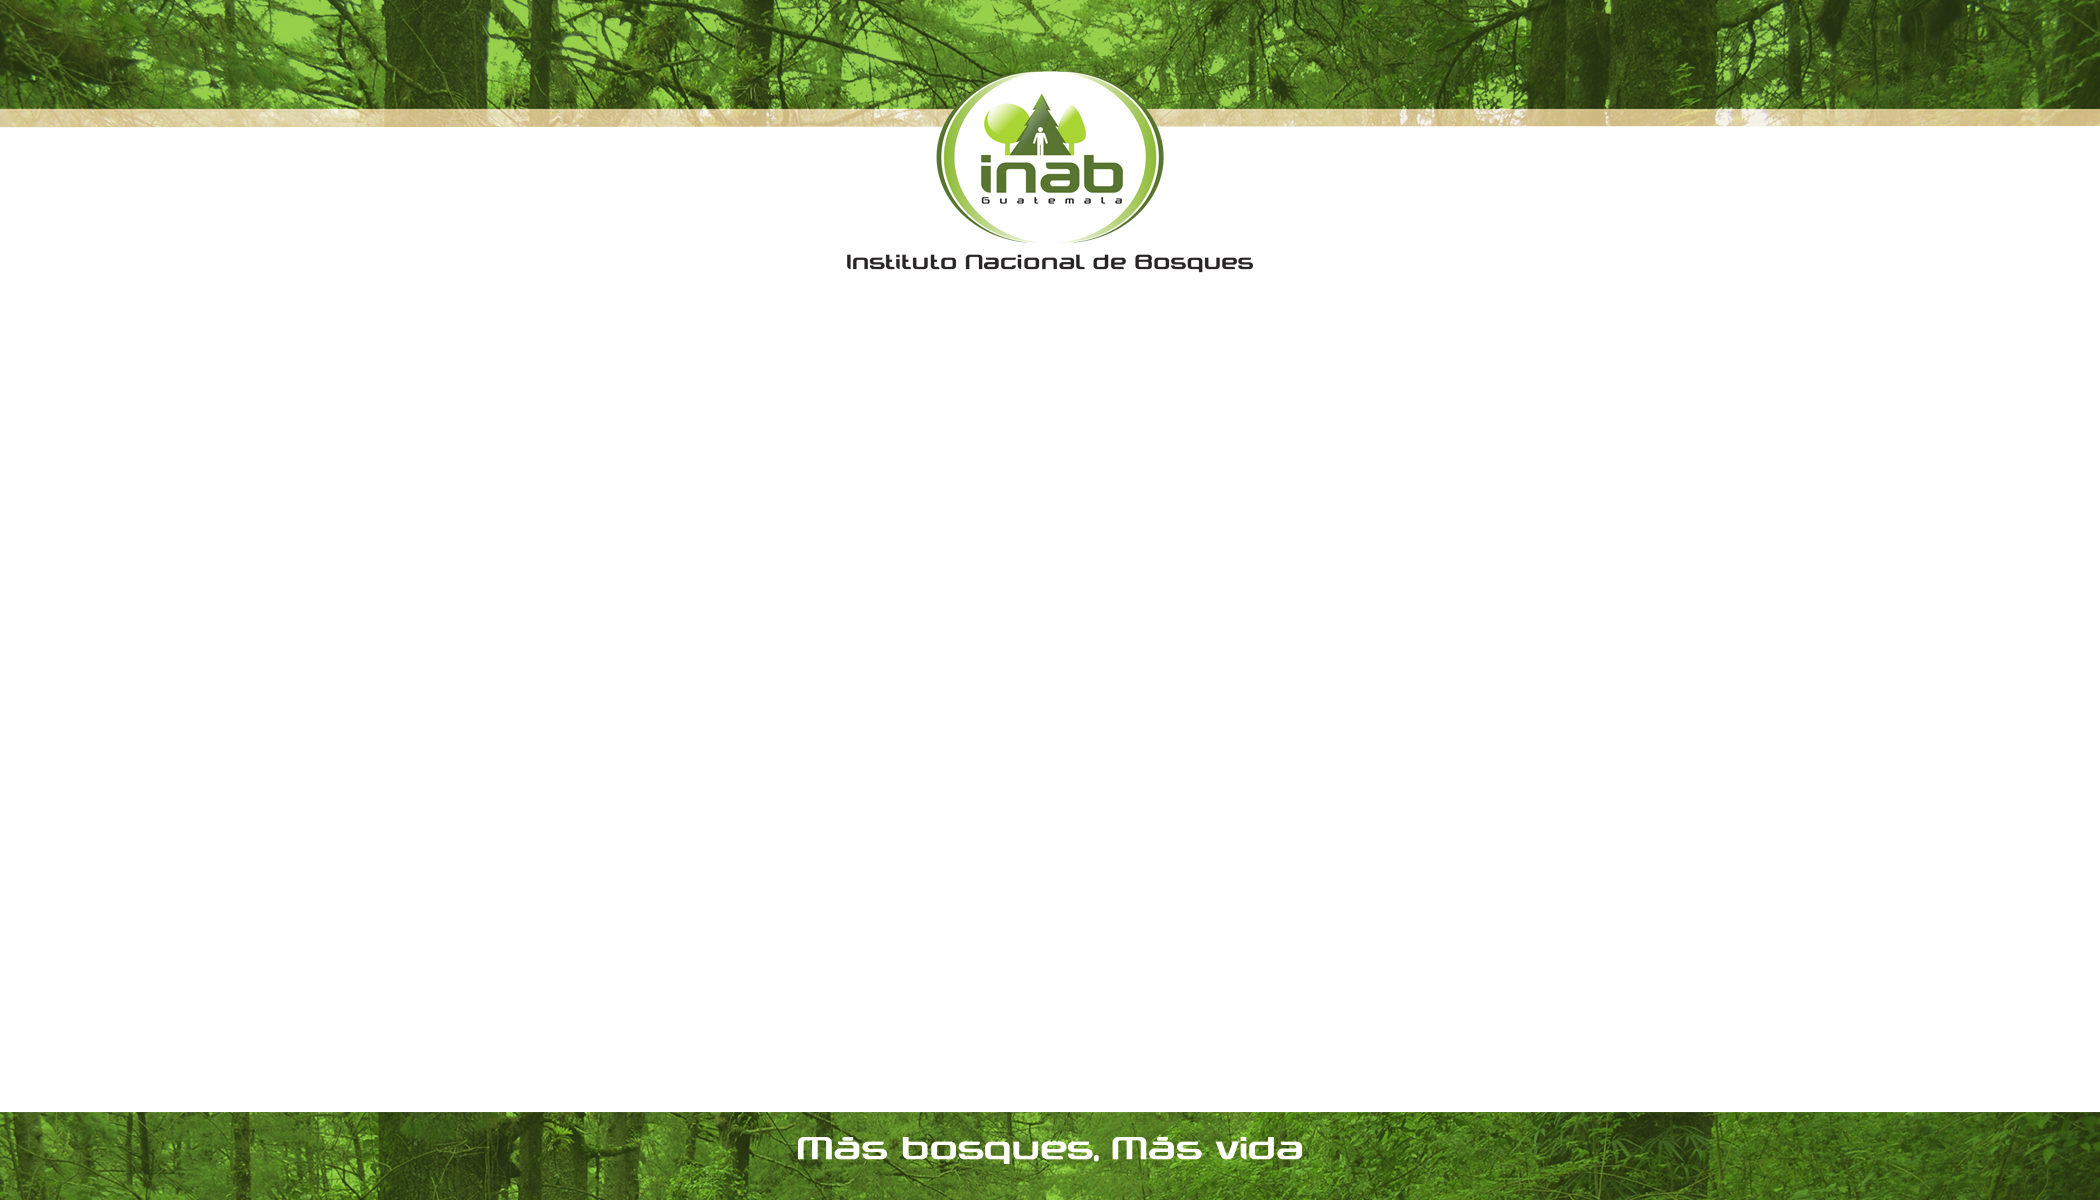 inab
Guatemala
Instituto Nacional de Bosques
Más bosques, Más vida